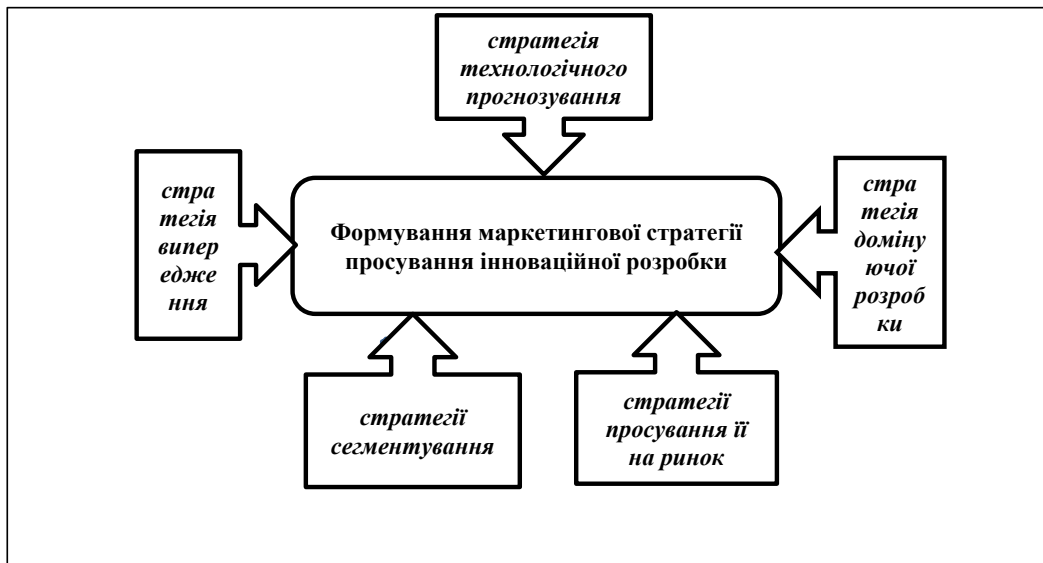 стратегія
технологічного
прогнозування
стра
тегія
випер
едже
ння
Формування маркетингової стратегії
просування інноваційної розробки
стра
тегія
доміну
ючої
розроб
ки
стратегії
сегментування
стратегії
просування її
на ринок